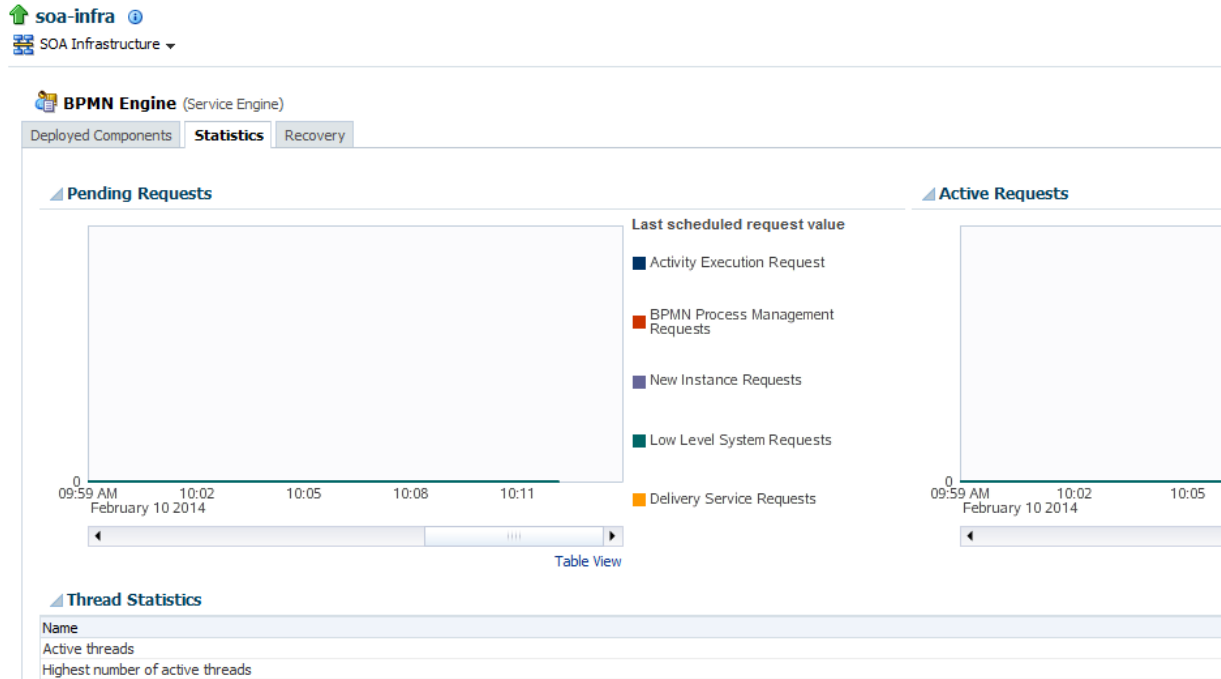 soa-infra
SOA Infrastructure
BPMN Engine (Service Engine)
Deployed Components Statistics Recovery
Pending Requests
Last scheduled request value
Activity Execution Request
BPMN Process Management
Requests
New Instance Requests
Low Level System Requests
Delivery Service Requests
0
09:59 AM 10:02 10:05 10:08 10:11
February 10 2014
Table View
Active Requests
0
09:59 AM 10:02 10:05
February 10 2014
Thread Statistics
Name
Active threads
Highest number of active threads